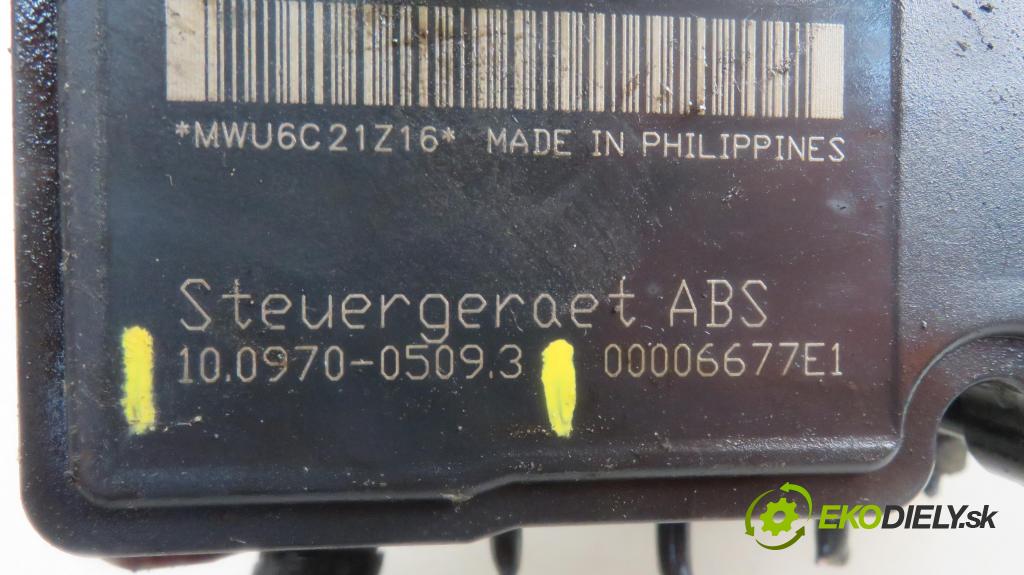 *MWU6C21Z16* MADE IN PHILIPPINES
Steuergeraet ABS
10.0970-0509.3 00006677E1
EKODIELY.sk